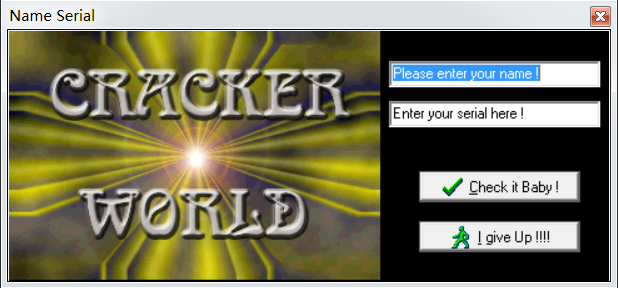 Name Serial
CRACKER
WORLD
Please enter your name !
Enter your serial here !
Check it Baby !
I give Up !!!!